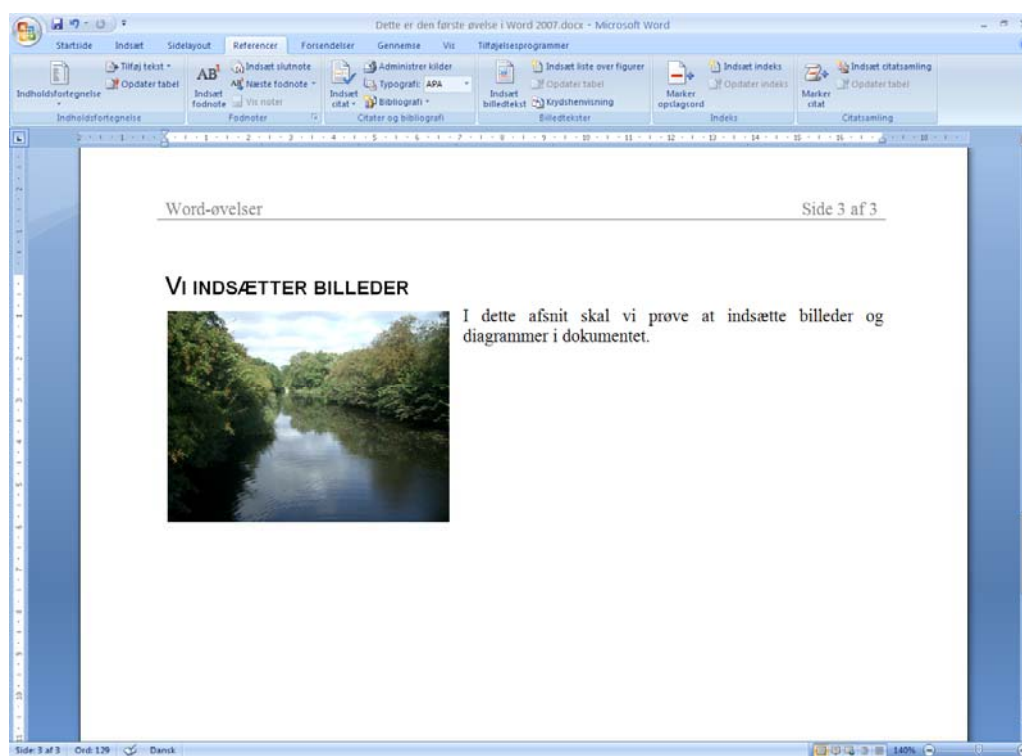 Dette er den første øvelse i Word 2007.docx - Microsoft Word
Startside Indsæt Sidelayout Referencer Forsendelser Gennemse Vis Tilføjelsesprogrammer
Indholdsfortegnelse
Tilføj tekst
Opdater tabel
Indholdsfortegnelse
AB¹
Indsæt
fodnote
Indsæt slutnote
Næste fodnote
Vis noter
Fodnoter
Indsæt
citat
Administrer kilder
Typografi: APA
Bibliografi
Citater og bibliografi
Indsæt
billedtekst
Indsæt liste over figurer
Opdater tabel
Krydshenvisning
Billedtekster
Marker
opslagsord
Indsæt indeks
Opdater indeks
Indeks
Marker
citat
Indsæt citatsamling
Opdater tabel
Citatsamling
Word-øvelser Side 3 af 3
VI INDSÆTTER BILLEDER
I dette afsnit skal vi prøve at indsætte billeder og
diagrammer i dokumentet.
Side: 3 af 3 Ord: 129 Dansk 140%